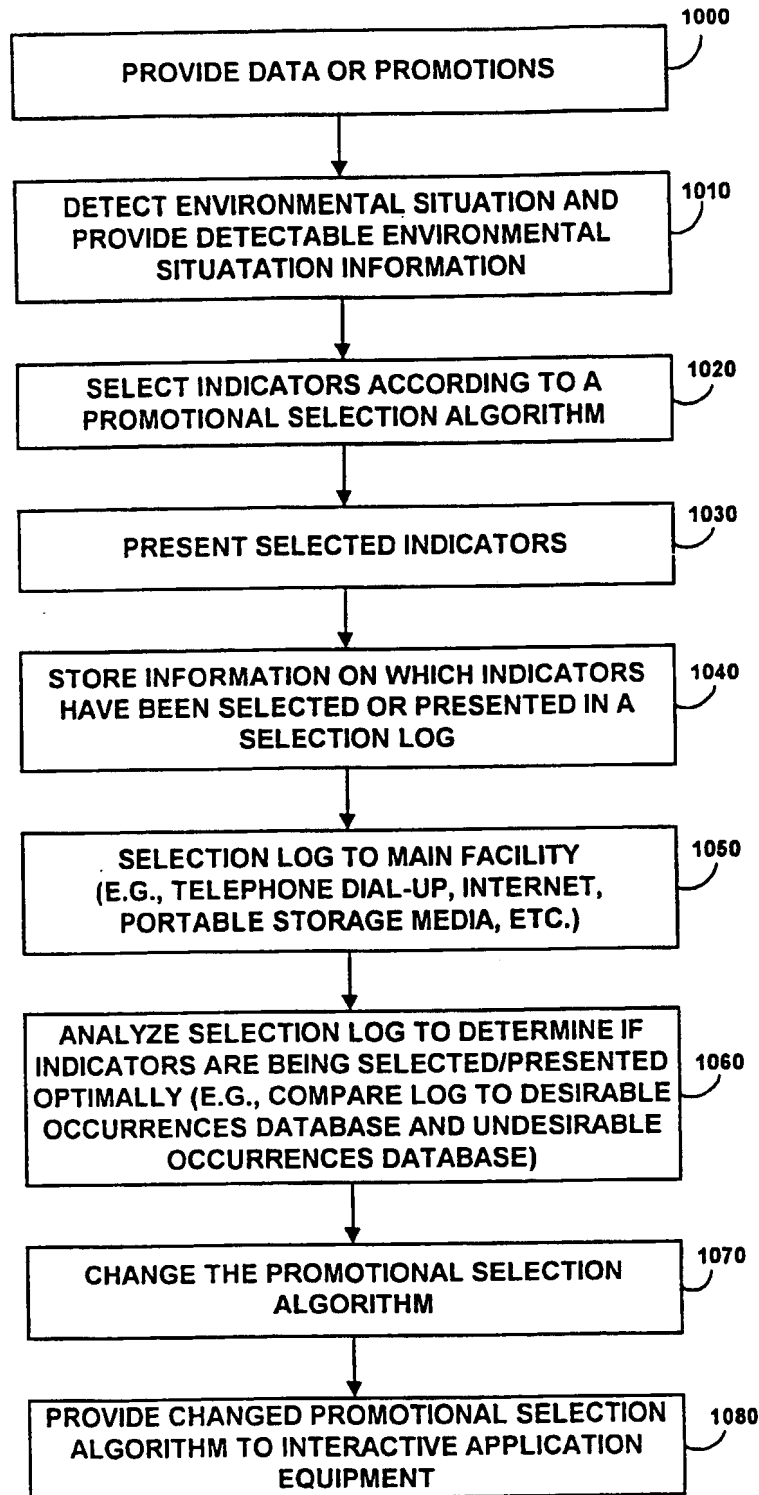 1000
PROVIDE DATA OR PROMOTIONS
DETECT ENVIRONMENTAL SITUATION AND
PROVIDE DETECTABLE ENVIRONMENTAL
SITUATATION INFORMATION
1010
SELECT INDICATORS ACCORDING TO A
PROMOTIONAL SELECTION ALGORITHM
1020
PRESENT SELECTED INDICATORS
1030
STORE INFORMATION ON WHICH INDICATORS
HAVE BEEN SELECTED OR PRESENTED IN A
SELECTION LOG
1040
SELECTION LOG TO MAIN FACILITY
(E.G., TELEPHONE DIAL-UP, INTERNET,
PORTABLE STORAGE MEDIA, ETC.)
1050
ANALYZE SELECTION LOG TO DETERMINE IF
INDICATORS ARE BEING SELECTED/PRESENTED
OPTIMALLY (E.G., COMPARE LOG TO DESIRABLE
OCCURRENCES DATABASE AND UNDESIRABLE
OCCURRENCES DATABASE)
1060
CHANGE THE PROMOTIONAL SELECTION
ALGORITHM
1070
PROVIDE CHANGED PROMOTIONAL SELECTION
ALGORITHM TO INTERACTIVE APPLICATION
EQUIPMENT
1080